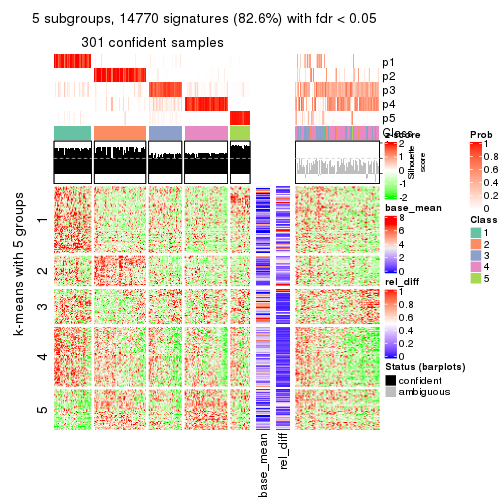 5 subgroups, 14770 signatures (82.6%) with fdr < 0.05
301 confident samples
p1
p2
p3
p4
p5
Class
Silhouette
score
k-means with 5 groups
1
2
3
4
5
base_mean
rel_diff
z-score
2
1
0
-1
-2
base_mean
8
6
4
2
0
rel_diff
1
0.8
0.6
0.4
0.2
0
Status (barplots)
confident
ambiguous
Prob
1
0.8
0.6
0.4
0.2
0
Class
1
2
3
4
5